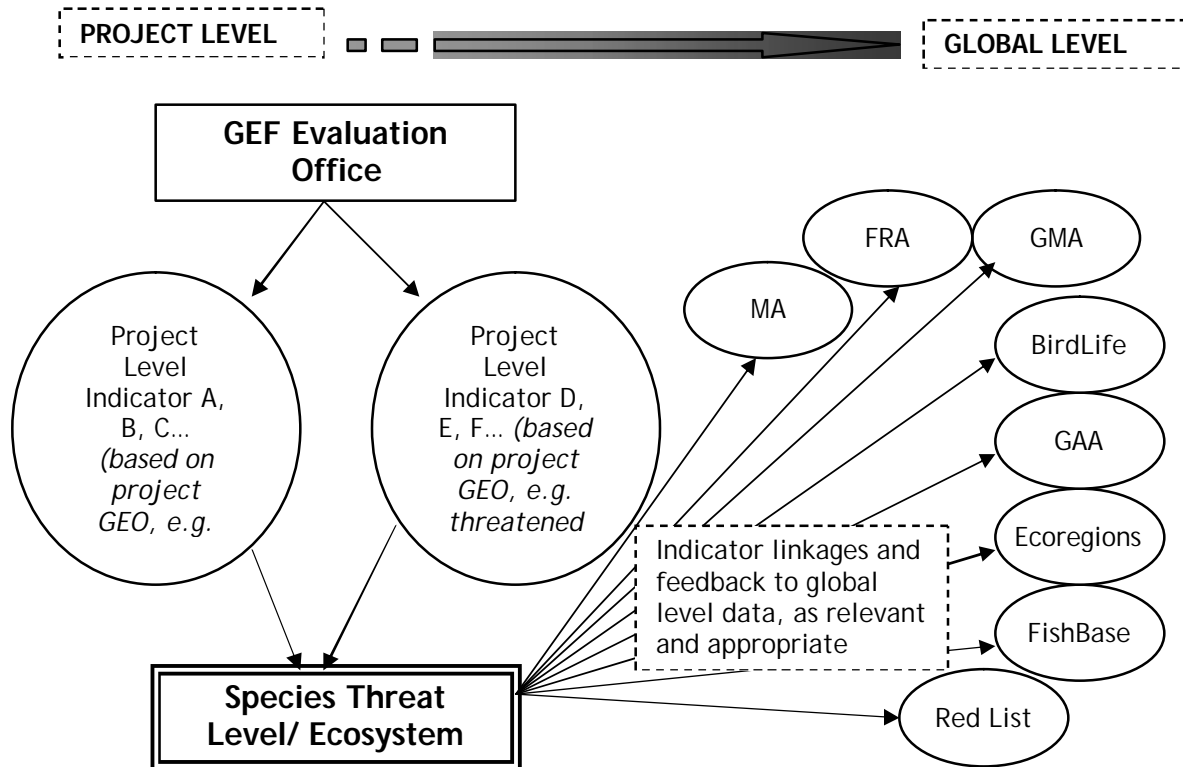 PROJECT LEVEL
GLOBAL LEVEL
GEF Evaluation
Office
Project
Level
Indicator A,
B, C...
(based on
project
GEO, e.g.
Project
Level
Indicator D,
E, F... (based
on project
GEO, e.g.
threatened
MA
FRA
GMA
BirdLife
GAA
Ecoregions
FishBase
Red List
Indicator linkages and
feedback to global
level data, as relevant
and appropriate
Species Threat
Level/ Ecosystem